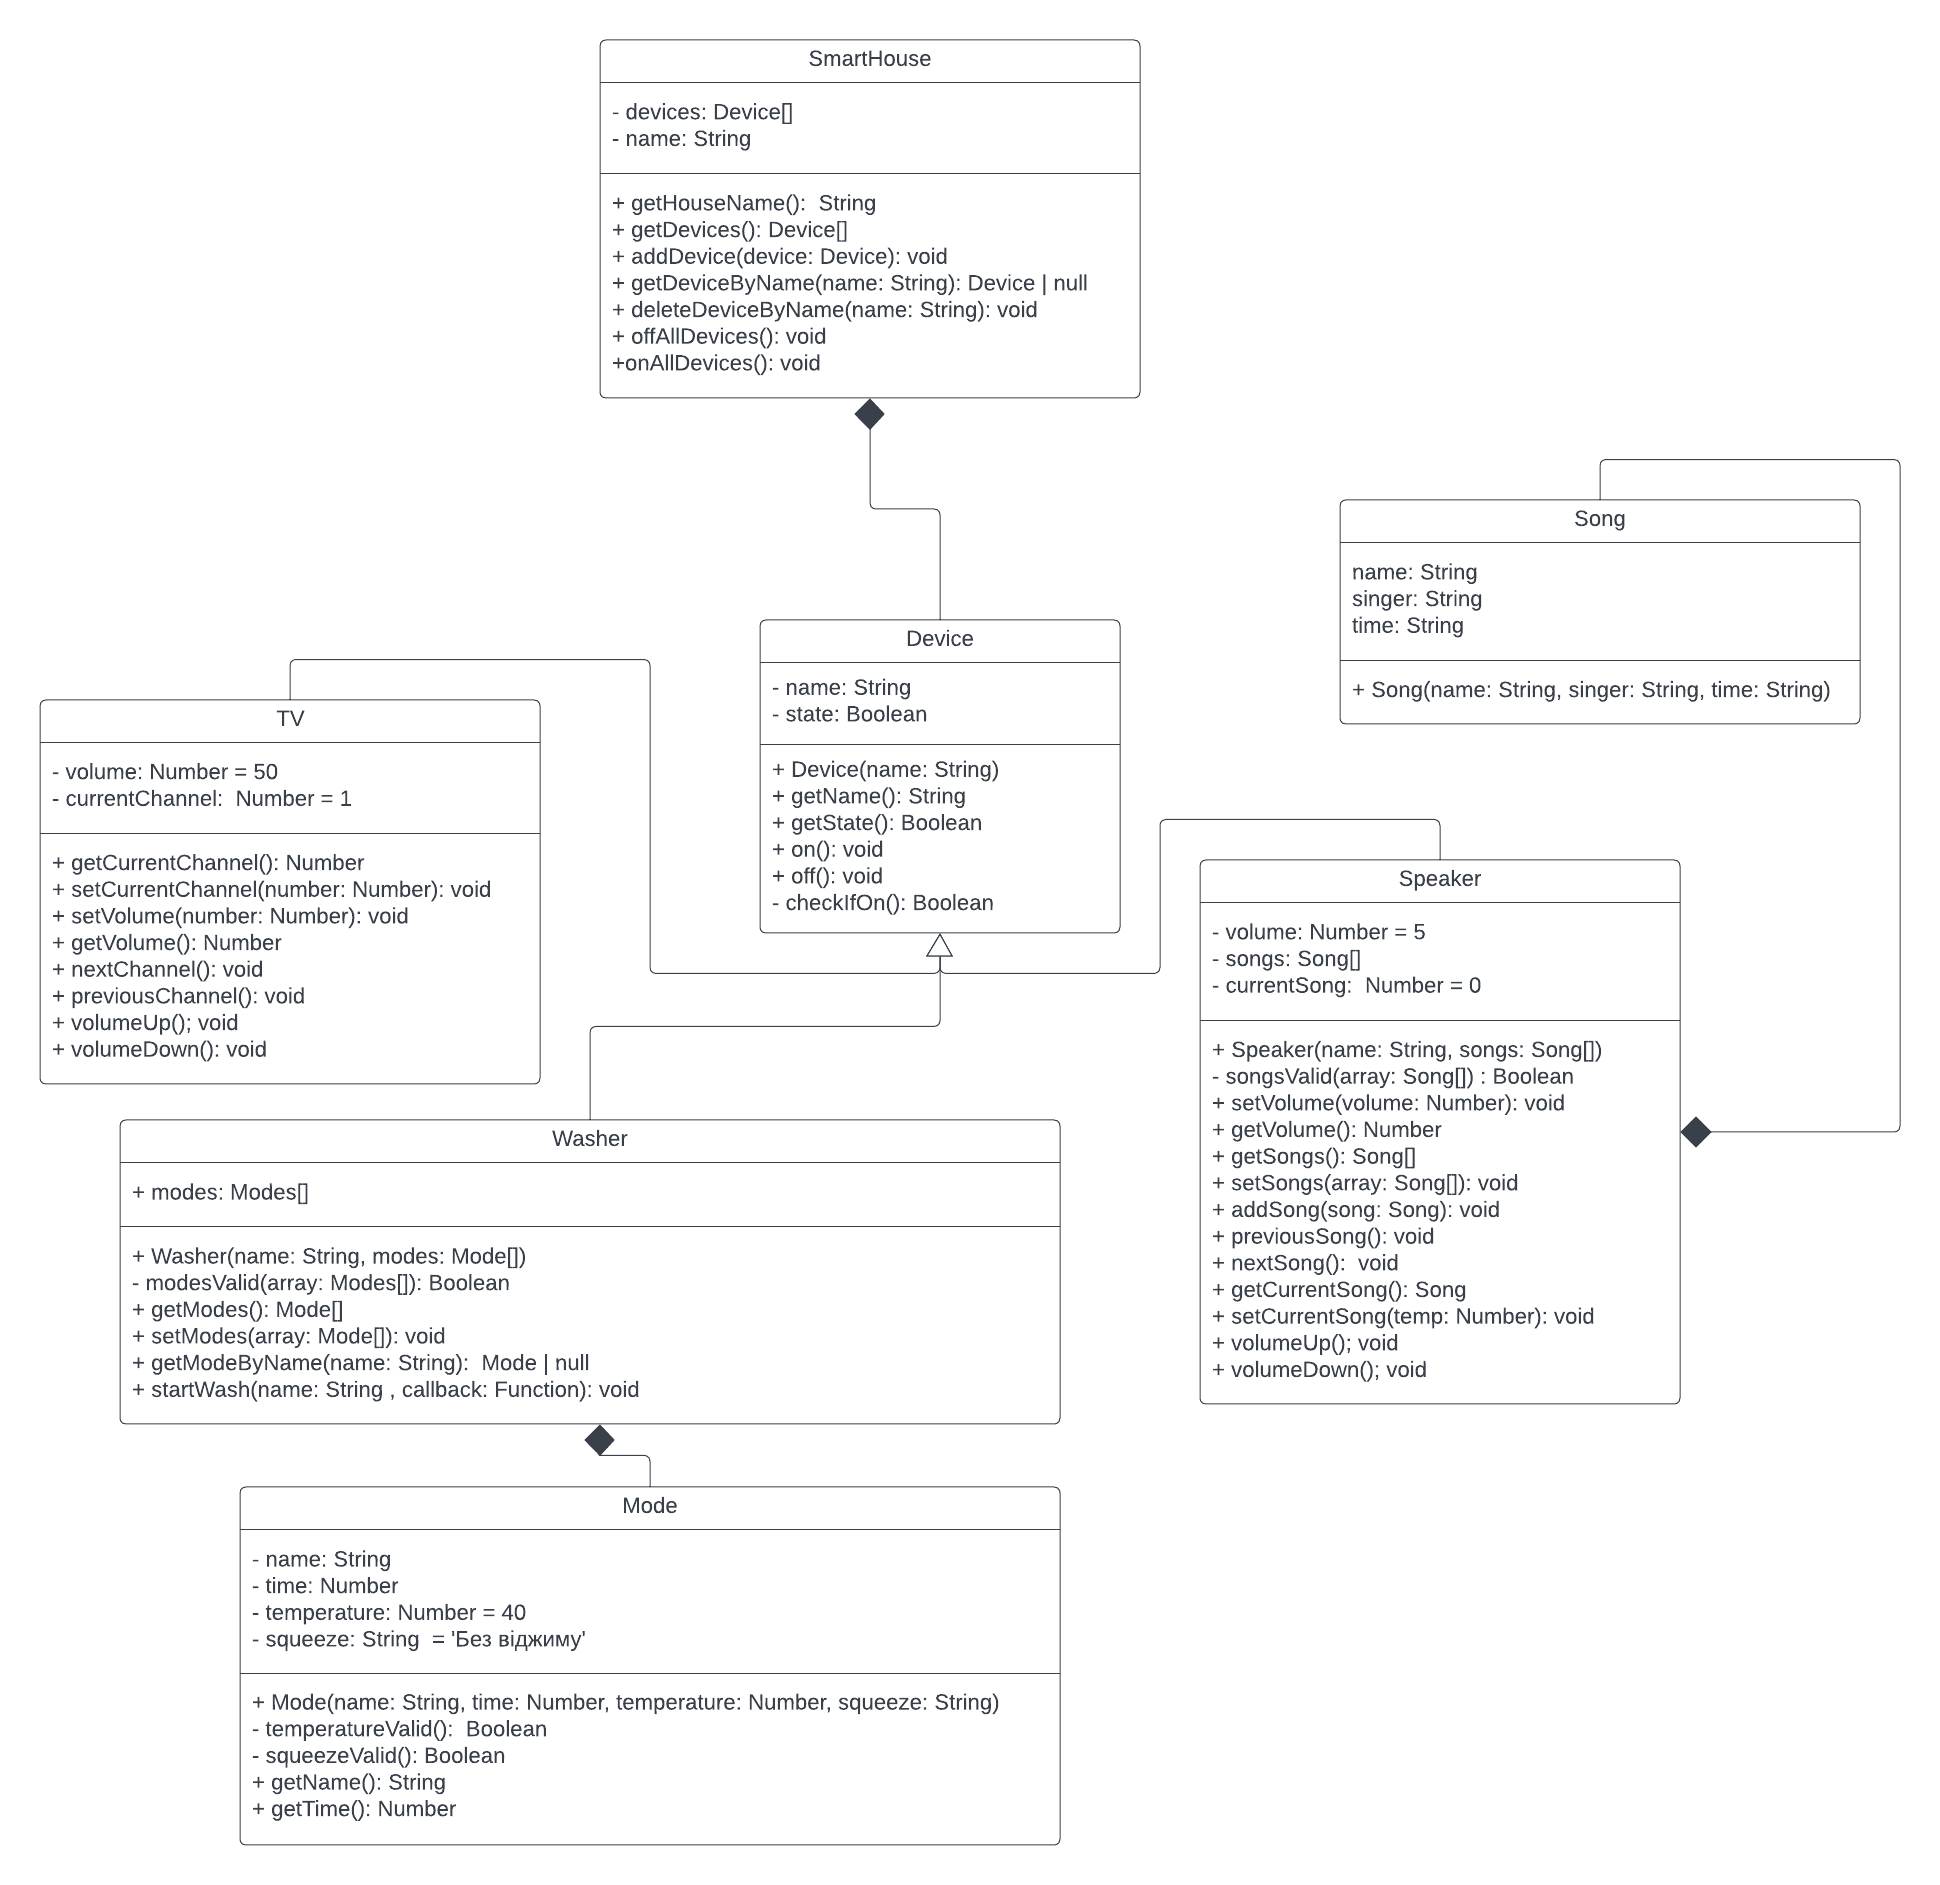 SmartHouse
- devices: Device[]
- name: String
+ getHouseName():  String
+ getDevices(): Device[]
+ addDevice(device: Device): void
+ getDeviceByName(name: String): Device | null
+ deleteDeviceByName(name: String): void
+ offAllDevices(): void
+onAllDevices(): void
Song
name: String
singer: String
time: String
+ Song(name: String, singer: String, time: String)
Device
- name: String
- state: Boolean
+ Device(name: String)
+ getName(): String
+ getState(): Boolean
+ on(): void
+ off(): void
- checkIfOn(): Boolean
TV
- volume: Number = 50
- currentChannel:  Number = 1
+ getCurrentChannel(): Number
+ setCurrentChannel(number: Number): void
+ setVolume(number: Number): void
+ getVolume(): Number
+ nextChannel(): void
+ previousChannel(): void
+ volumeUp(); void
+ volumeDown(): void
Speaker
- volume: Number = 5
- songs: Song[]
- currentSong:  Number = 0
+ Speaker(name: String, songs: Song[])
- songsValid(array: Song[]) : Boolean
+ setVolume(volume: Number): void
+ getVolume(): Number
+ getSongs(): Song[]
+ setSongs(array: Song[]): void
+ addSong(song: Song): void
+ previousSong(): void
+ nextSong():  void
+ getCurrentSong(): Song
+ setCurrentSong(temp: Number): void
+ volumeUp(); void
+ volumeDown(); void
Washer
+ modes: Modes[]
+ Washer(name: String, modes: Mode[])
- modesValid(array: Modes[]): Boolean
+ getModes(): Mode[]
+ setModes(array: Mode[]): void
+ getModeByName(name: String):  Mode | null
+ startWash(name: String , callback: Function): void
Mode
- name: String
- time: Number
- temperature: Number = 40
- squeeze: String  = 'Без віджиму'
+ Mode(name: String, time: Number, temperature: Number, squeeze: String)
- temperatureValid():  Boolean
- squeezeValid(): Boolean
+ getName(): String
+ getTime(): Number